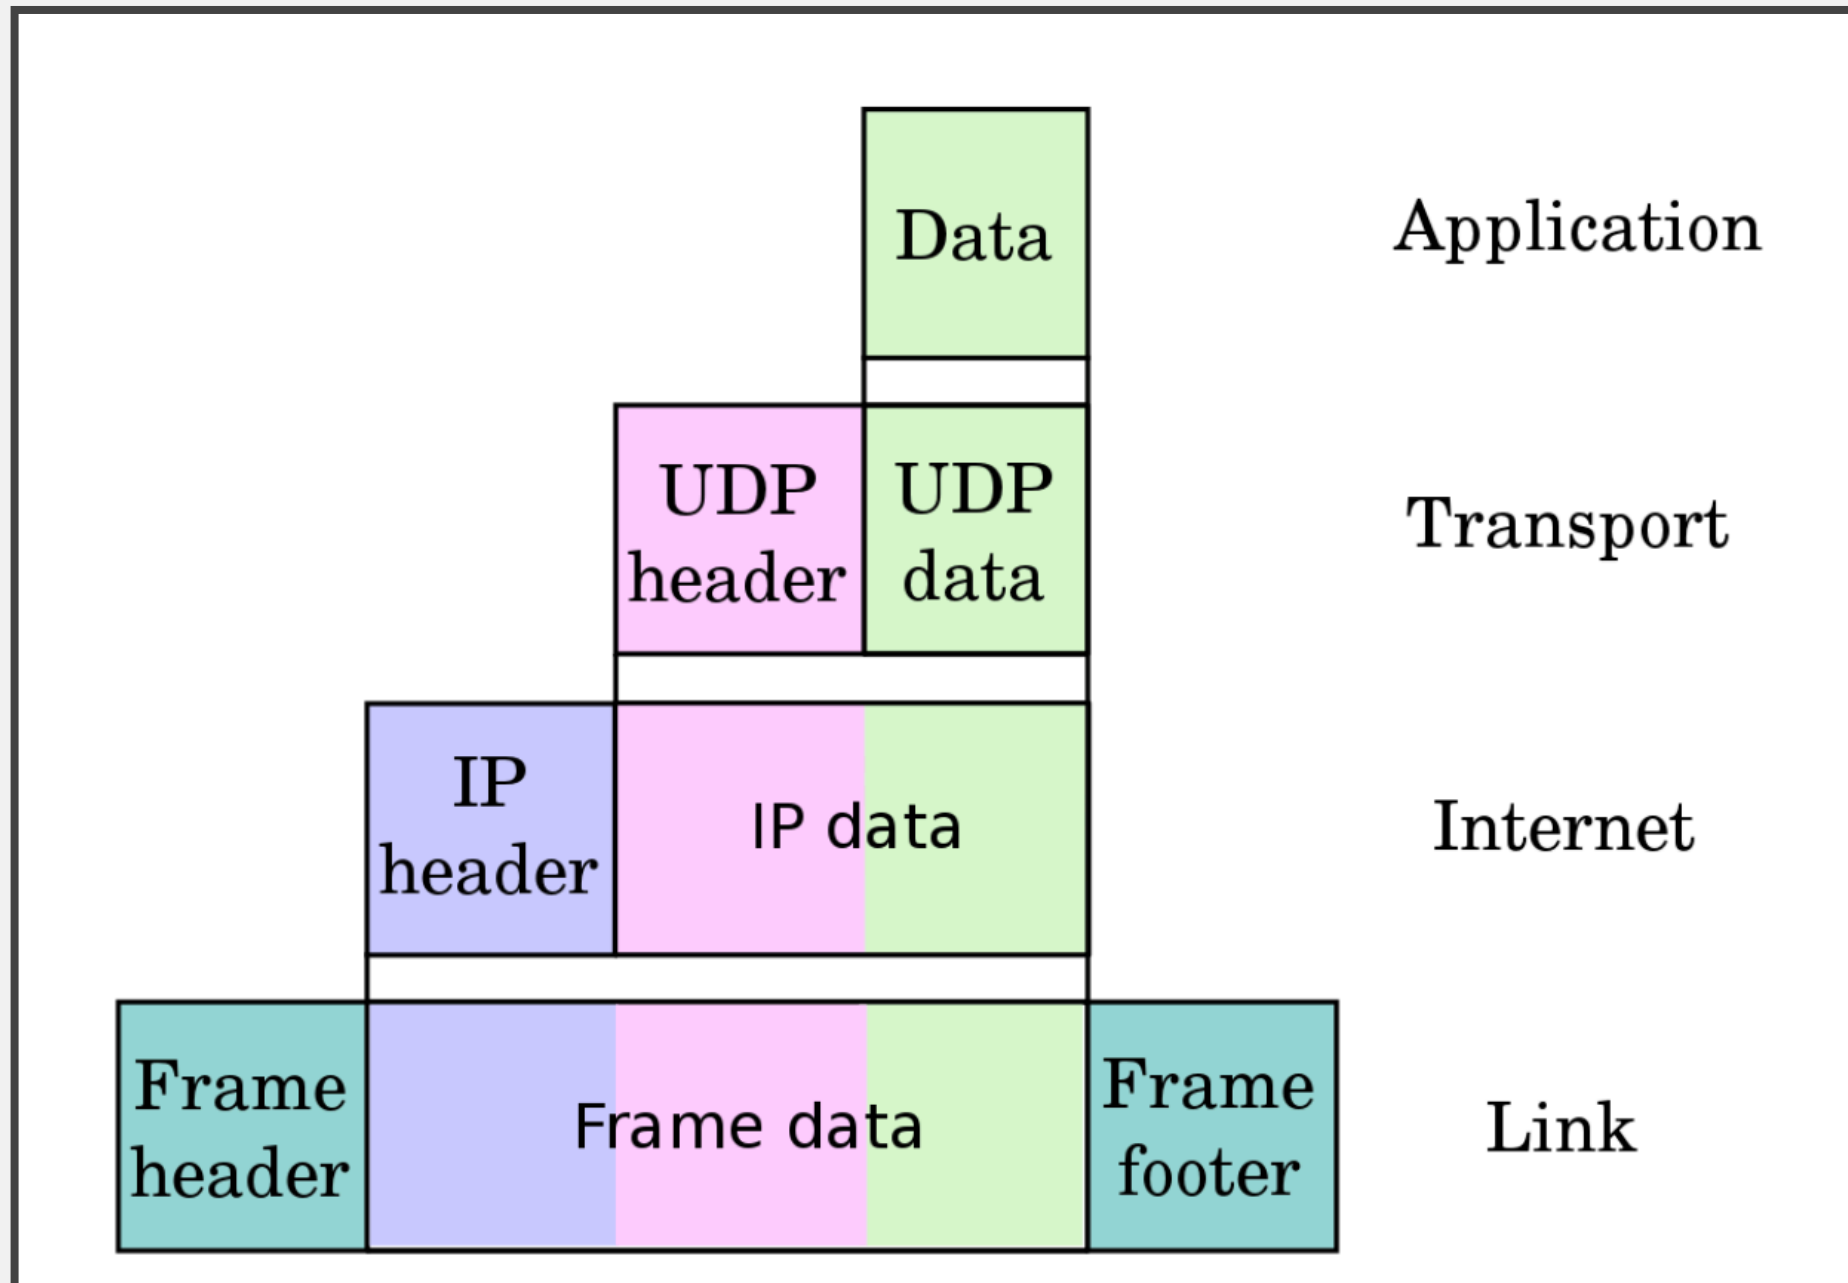 Data
Application
UDP
header
UDP
data
Transport
IP
header
IP data
Internet
Frame
header
Frame data
Frame
footer
Link